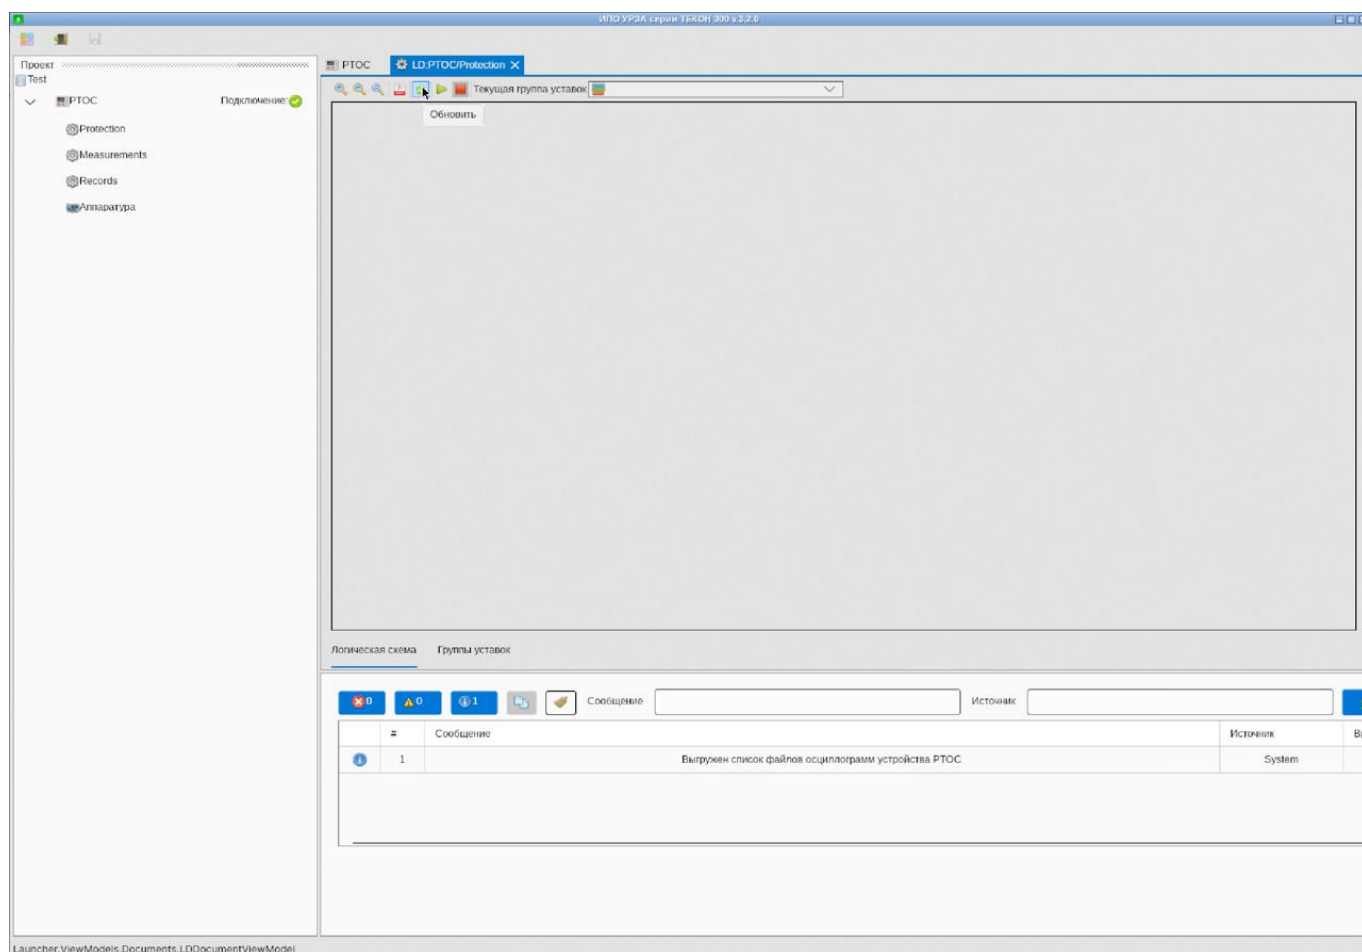 ИПО УРЗА серии ТЕКОН 300 v.3.2.0
Проект
Test
PTOC
Подключение:
Protection
Measurements
Records
Аппаратура
PTOC
LD:PTOC/Protection
Текущая группа уставок
Обновить
Логическая схема
Группы уставок
0
0
1
Сообщение
Источник
#
Сообщение
Источник
1
Выгружен список файлов осциллограмм устройства PTOC
System
Launcher.ViewModels.Documents.LDDocumentViewModel